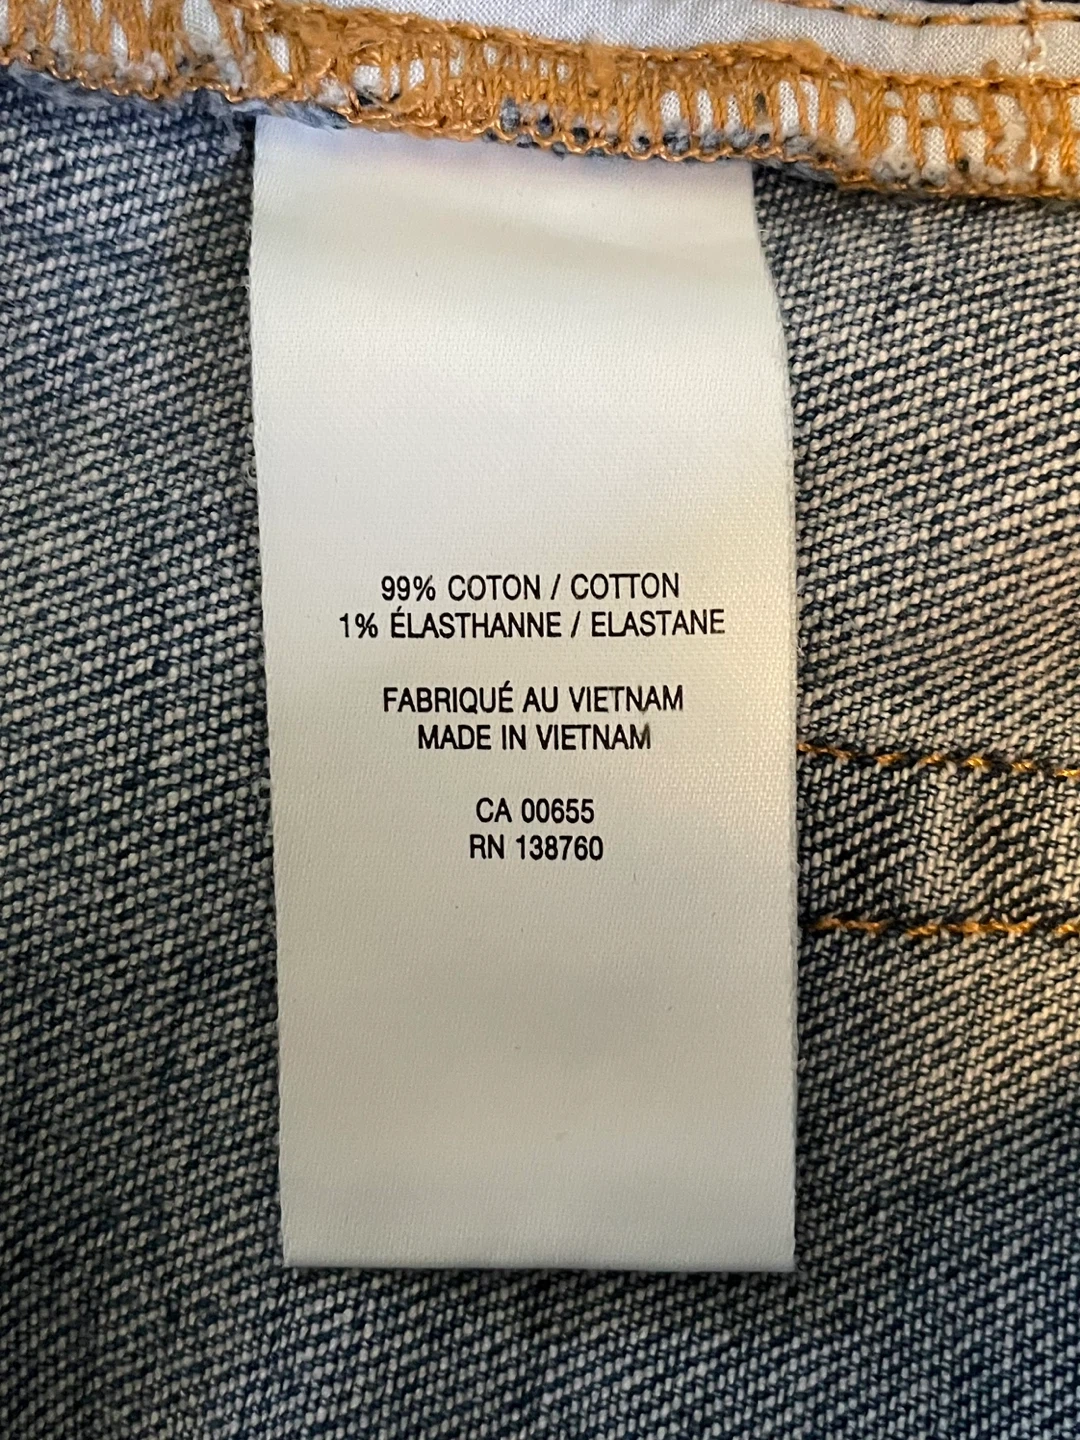 99% COTON / COTTON
1% ÉLASTHANNE / ELASTANE
FABRIQUÉ AU VIETNAM
MADE IN VIETNAM
CA 00655
RN 138760